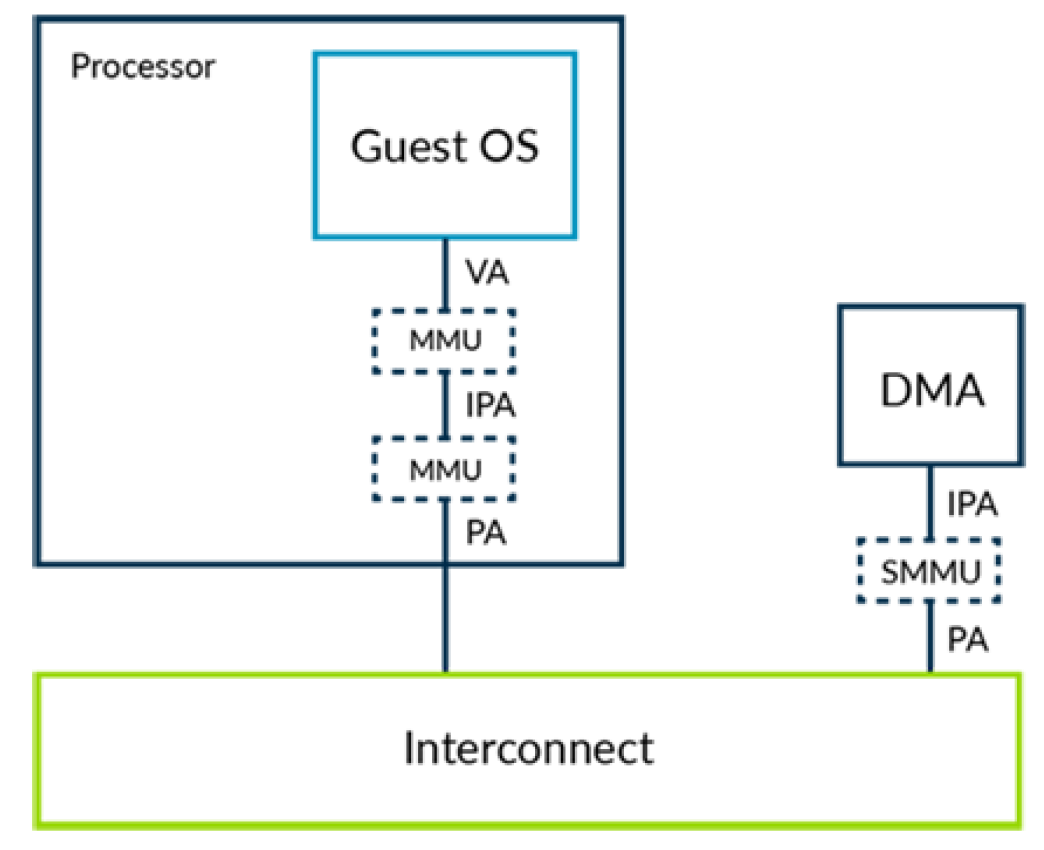 Processor
Guest OS
VA
MMU
IPA
MMU
PA
DMA
IPA
SMMU
PA
Interconnect